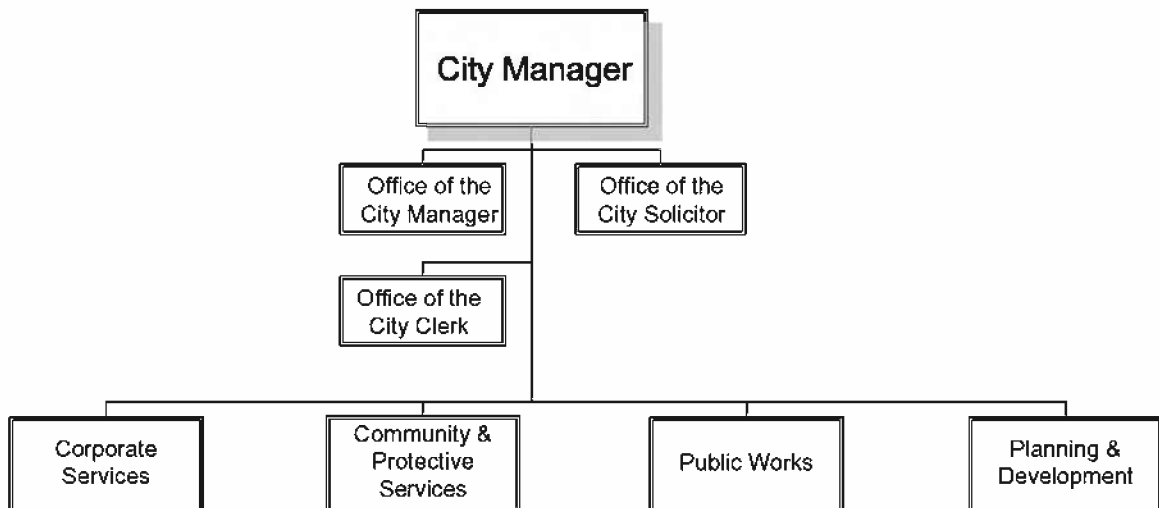 City Manager
Office of the
City Manager
Office of the
City Solicitor
Office of the
City Clerk
Corporate
Services
Community &
Protective
Services
Public Works
Planning &
Development